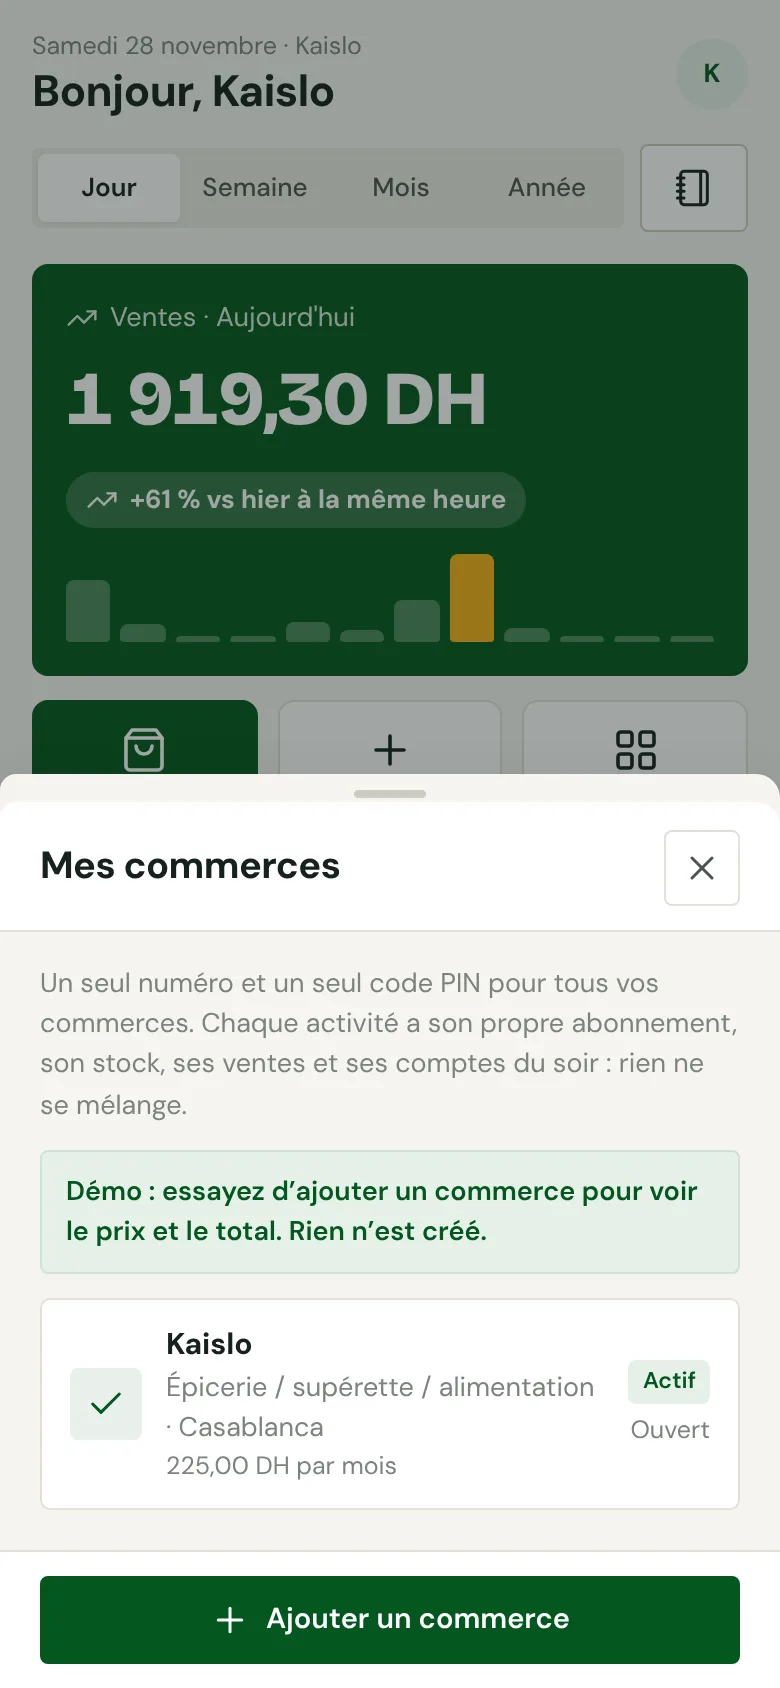 Samedi 28 novembre · Kaislo
Bonjour, Kaislo
K
Jour Semaine Mois Année
Ventes · Aujourd'hui
1 919,30 DH
+61 % vs hier à la même heure
Mes commerces
Un seul numéro et un seul code PIN pour tous vos
commerces. Chaque activité a son propre abonnement,
son stock, ses ventes et ses comptes du soir : rien ne
se mélange.
Démo : essayez d’ajouter un commerce pour voir
le prix et le total. Rien n’est créé.
Kaislo
Épicerie / supérette / alimentation
· Casablanca
225,00 DH par mois
Actif
Ouvert
Ajouter un commerce